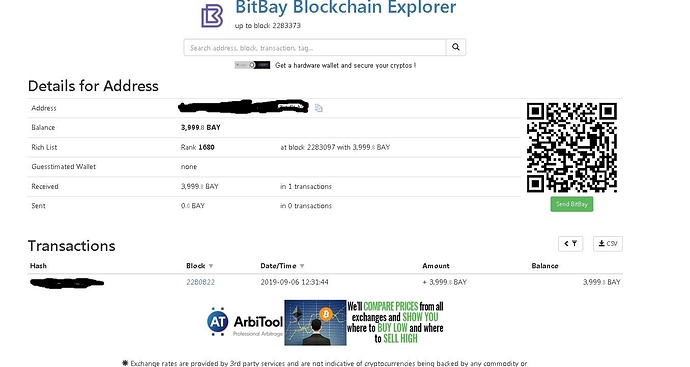 BitBay Blockchain Explorer
up to block 2283373
Search address, block, transaction, tag...
Get a hardware wallet and secure your cryptos !
Details for Address
Address
Balance 3,999.8 BAY
Rich List Rank 1680 at block 2283097 with 3,999.8 BAY
Guesstimated Wallet none
Received 3,999.8 BAY in 1 transactions
Sent 0.0 BAY in 0 transactions
Send BitBay
Transactions
CSV
Hash Block Date/Time Amount Balance
2280822 2019-09-06 12:31:44 + 3,999.8 BAY 3,999.8 BAY
AT ArbiTool
Professional Arbitrage
We'll COMPARE PRICES from all
exchanges and SHOW YOU
where to BUY LOW and where
to SELL HIGH
✱ Exchange rates are provided by 3rd party services and are not indicative of cryptocurrencies being backed by any commodity or